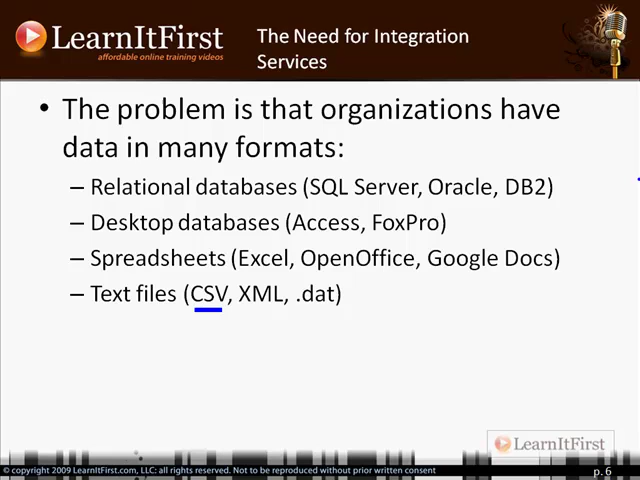 LearnItFirst
affordable online training videos
The Need for Integration
Services
• The problem is that organizations have
data in many formats:
– Relational databases (SQL Server, Oracle, DB2)
– Desktop databases (Access, FoxPro)
– Spreadsheets (Excel, OpenOffice, Google Docs)
– Text files (CSV, XML, .dat)
LearnItFirst
© copyright 2009 LearnItFirst.com, LLC: all rights reserved. Not to be reproduced without prior written consent
p. 6